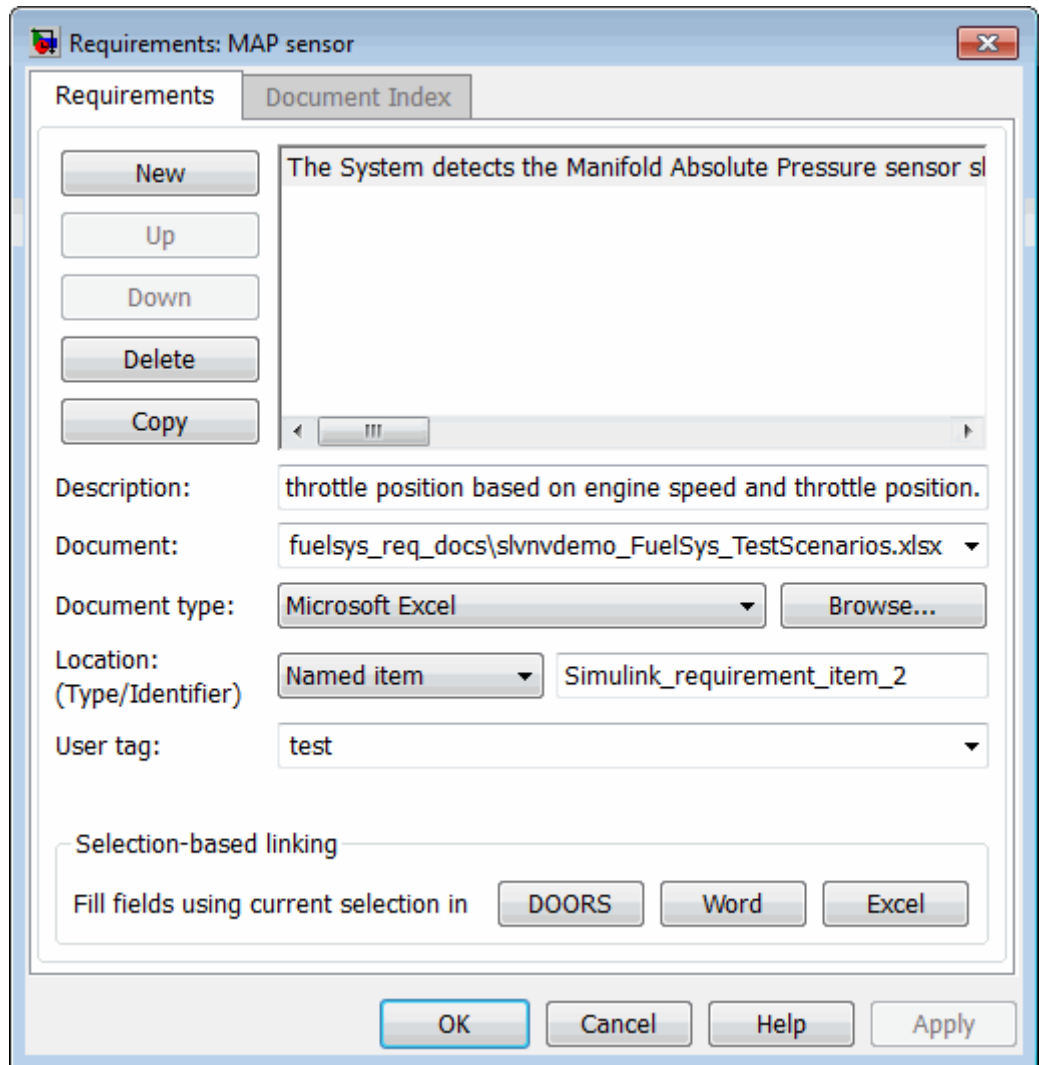 Requirements: MAP sensor
Requirements
Document Index
New
The System detects the Manifold Absolute Pressure sensor
Up
Down
Delete
Copy
Description:
throttle position based on engine speed and throttle position.
Document:
fuelsys_req_docs\slvnvdemo_FuelSys_TestScenarios.xlsx
Document type:
Microsoft Excel
Browse...
Location:
(Type/Identifier)
Named item
Simulink_requirement_item_2
User tag:
test
Selection-based linking
Fill fields using current selection in
DOORS
Word
Excel
OK
Cancel
Help
Apply